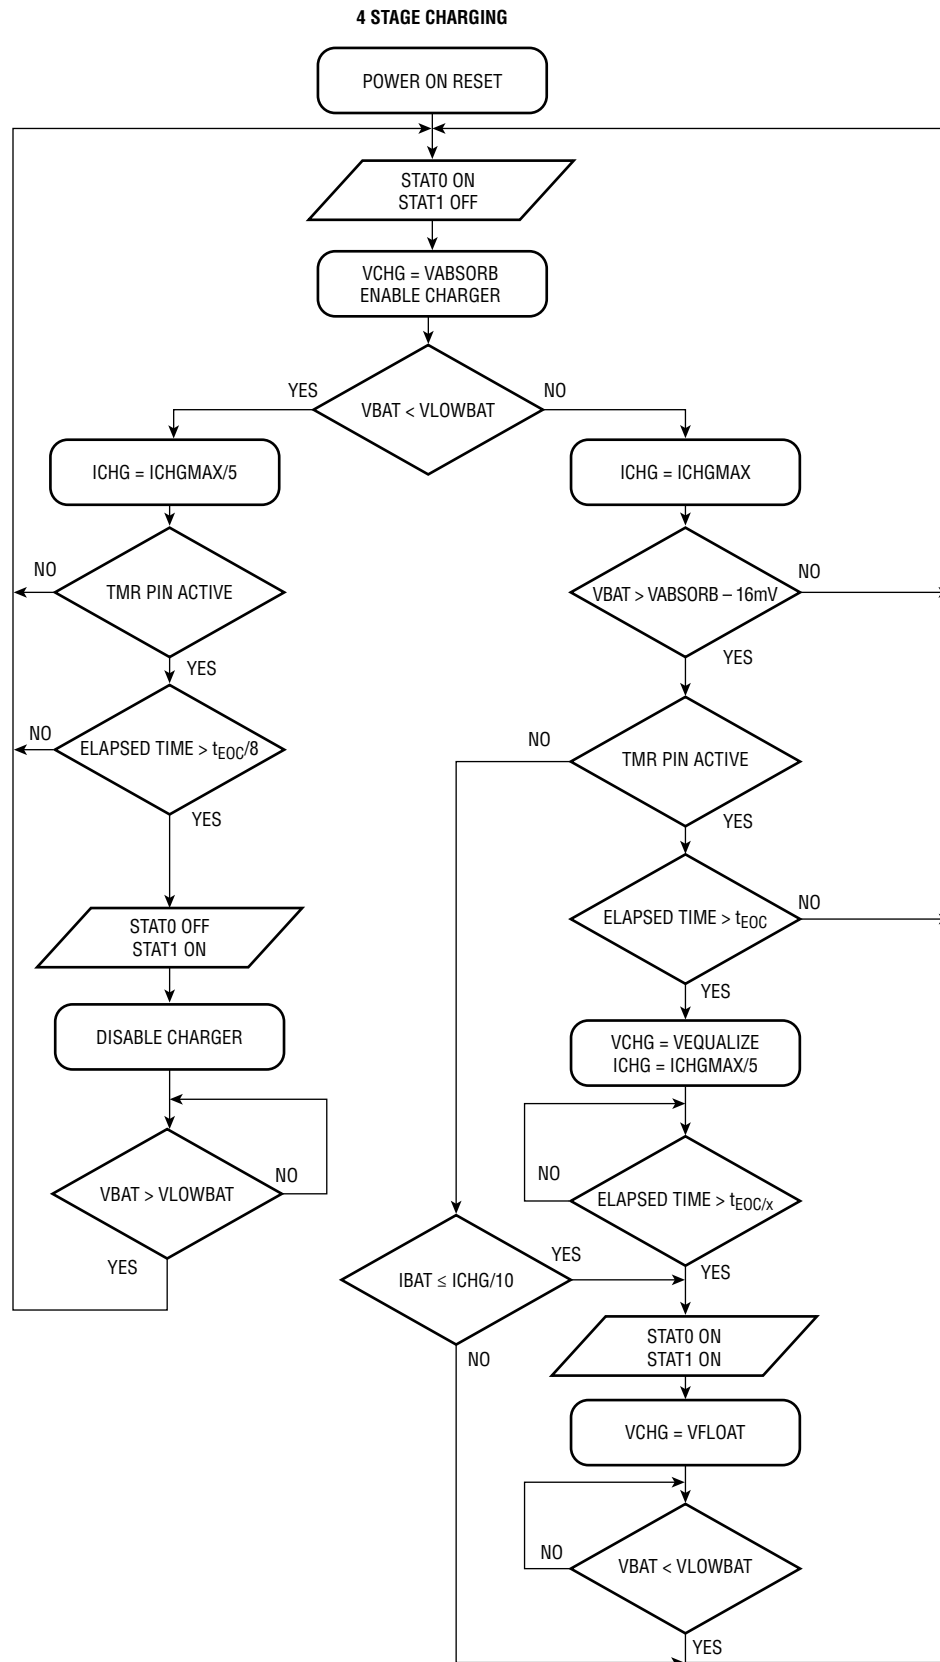 4 STAGE CHARGING
POWER ON RESET
STAT0 ON
STAT1 OFF
VCHG = VABSORB
ENABLE CHARGER
YES
VBAT < VLOWBAT
NO
ICHG = ICHGMAX/5
ICHG = ICHGMAX
NO
TMR PIN ACTIVE
YES
VBAT > VABSORB – 16mV
NO
YES
NO
ELAPSED TIME > tEOC/8
YES
NO
TMR PIN ACTIVE
YES
ELAPSED TIME > tEOC
NO
YES
STAT0 OFF
STAT1 ON
DISABLE CHARGER
VCHG = VEQUALIZE
ICHG = ICHGMAX/5
VBAT > VLOWBAT
NO
YES
NO
ELAPSED TIME > tEOC/x
YES
IBAT ≤ ICHG/10
YES
NO
STAT0 ON
STAT1 ON
VCHG = VFLOAT
NO
VBAT < VLOWBAT
YES